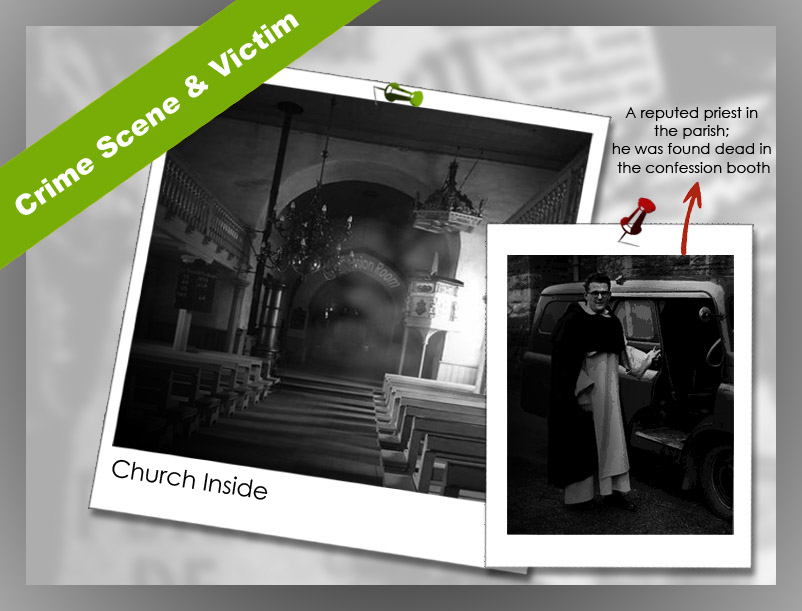 Crime Scene & Victim
A reputed priest in
the parish;
he was found dead in
the confession booth
Church Inside